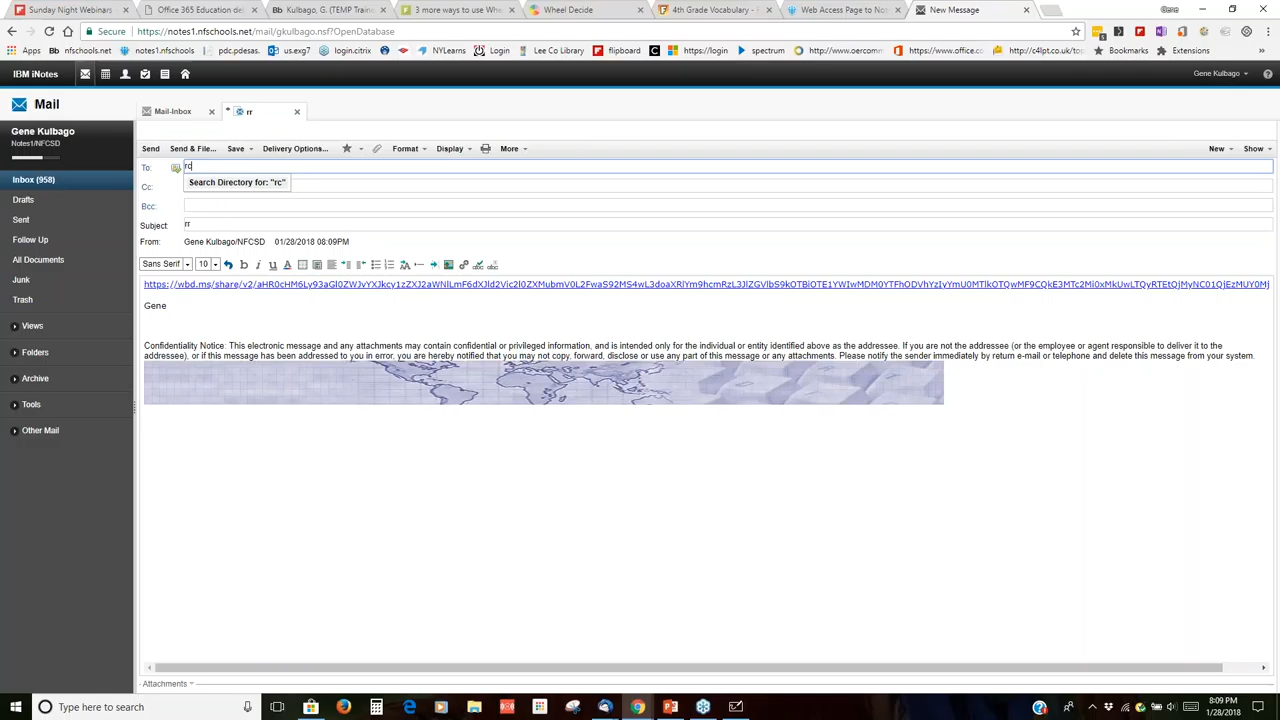 Sunday Night Webinars
Office 365 Education de
Kulbago, G. (TEMP Traine
3 more ways to use Whe
Wheel Decide
4th Grade Vocabulary -
Web Access Page to Not
New Message
Gene
Secure
https://notes1.nfschools.net/mail/gkulbago.nsf?OpenDatabase
Apps
nfschools.net
notes1.nfschools.net
pdc.pdesas.
us.exg7
login.citrix
NYLearns
Login
Lee Co Library
flipboard
https://login
spectrum
http://www.oercomm
https://www.office.co
http://c4lpt.co.uk/to
Bookmarks
Extensions
IBM iNotes
Gene Kulbago
Mail
Mail-Inbox
rr
Gene Kulbago
Notes1/NFCSD
Send Send & File... Save Delivery Options... Format Display More New Show
To: rc
Inbox (958)
Search Directory for: "rc"
Cc:
Drafts
Bcc:
Sent
Subject: rr
Follow Up
From: Gene Kulbago/NFCSD 01/28/2018 08:09PM
All Documents
Sans Serif 10 b i U A
Junk
Trash
Gene
Views
Confidentiality Notice: This electronic message and any attachments may contain confidential or privileged information, and is intended only for the individual or entity identified above as the addressee. If you are not the addressee (or the employee or agent responsible to deliver it to the
addressee), or if this message has been addressed to you in error, you are hereby notified that you may not copy, forward, disclose or use any part of this message or any attachments. Please notify the sender immediately by return e-mail or telephone and delete this message from your system.
Folders
Archive
Tools
Other Mail
Attachments
Type here to search
8:09 PM
1/28/2018